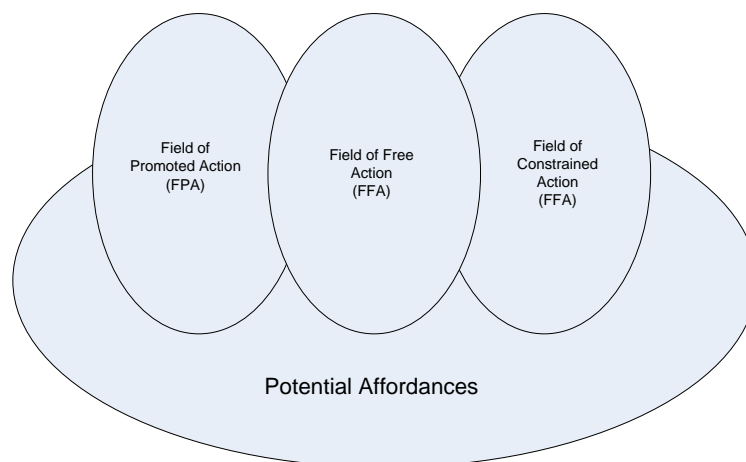 Field of
Promoted Action
(FPA)
Field of Free
Action
(FFA)
Field of
Constrained
Action
(FFA)
Potential Affordances